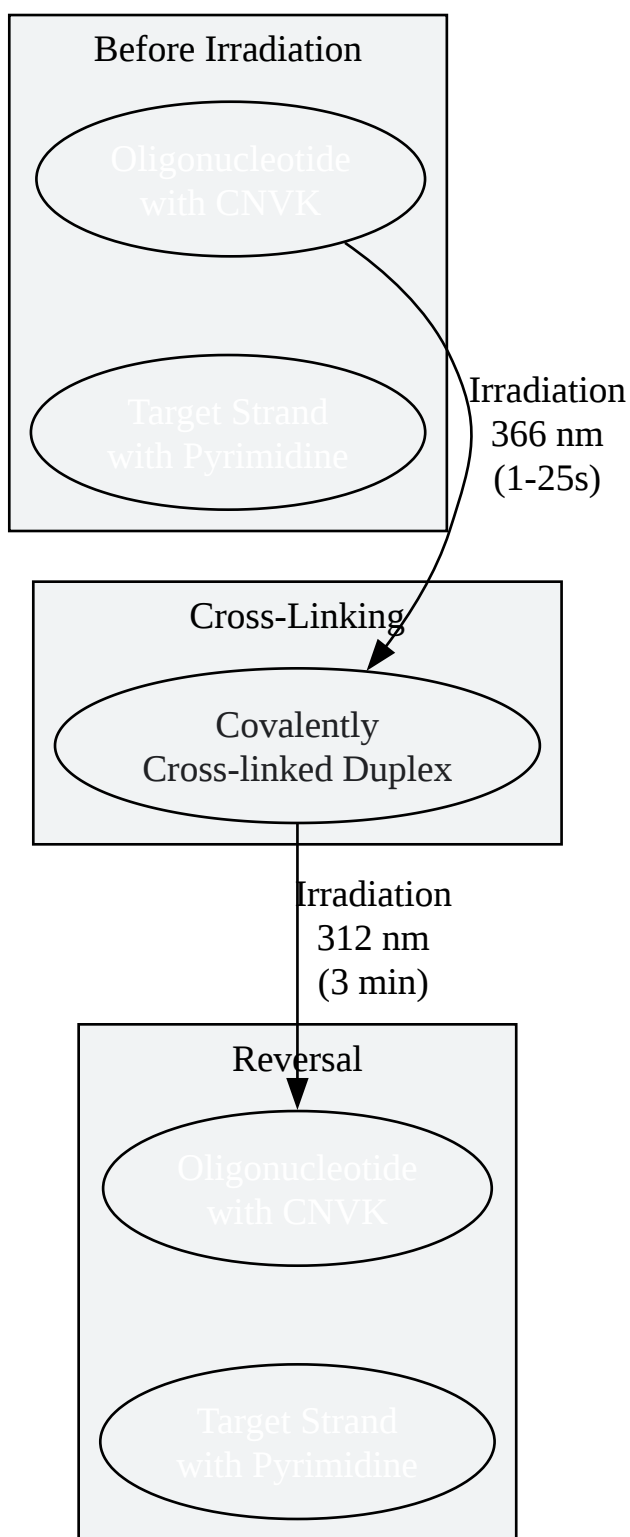 Before Irradiation
Oligonucleotide
with CNVK
Target Strand
with Pyrimidine
Irradiation
366 nm
(1-25s)
Cross-Linking
Covalently
Cross-linked Duplex
Irradiation
312 nm
(3 min)
Reversal
Oligonucleotide
with CNVK
Target Strand
with Pyrimidine